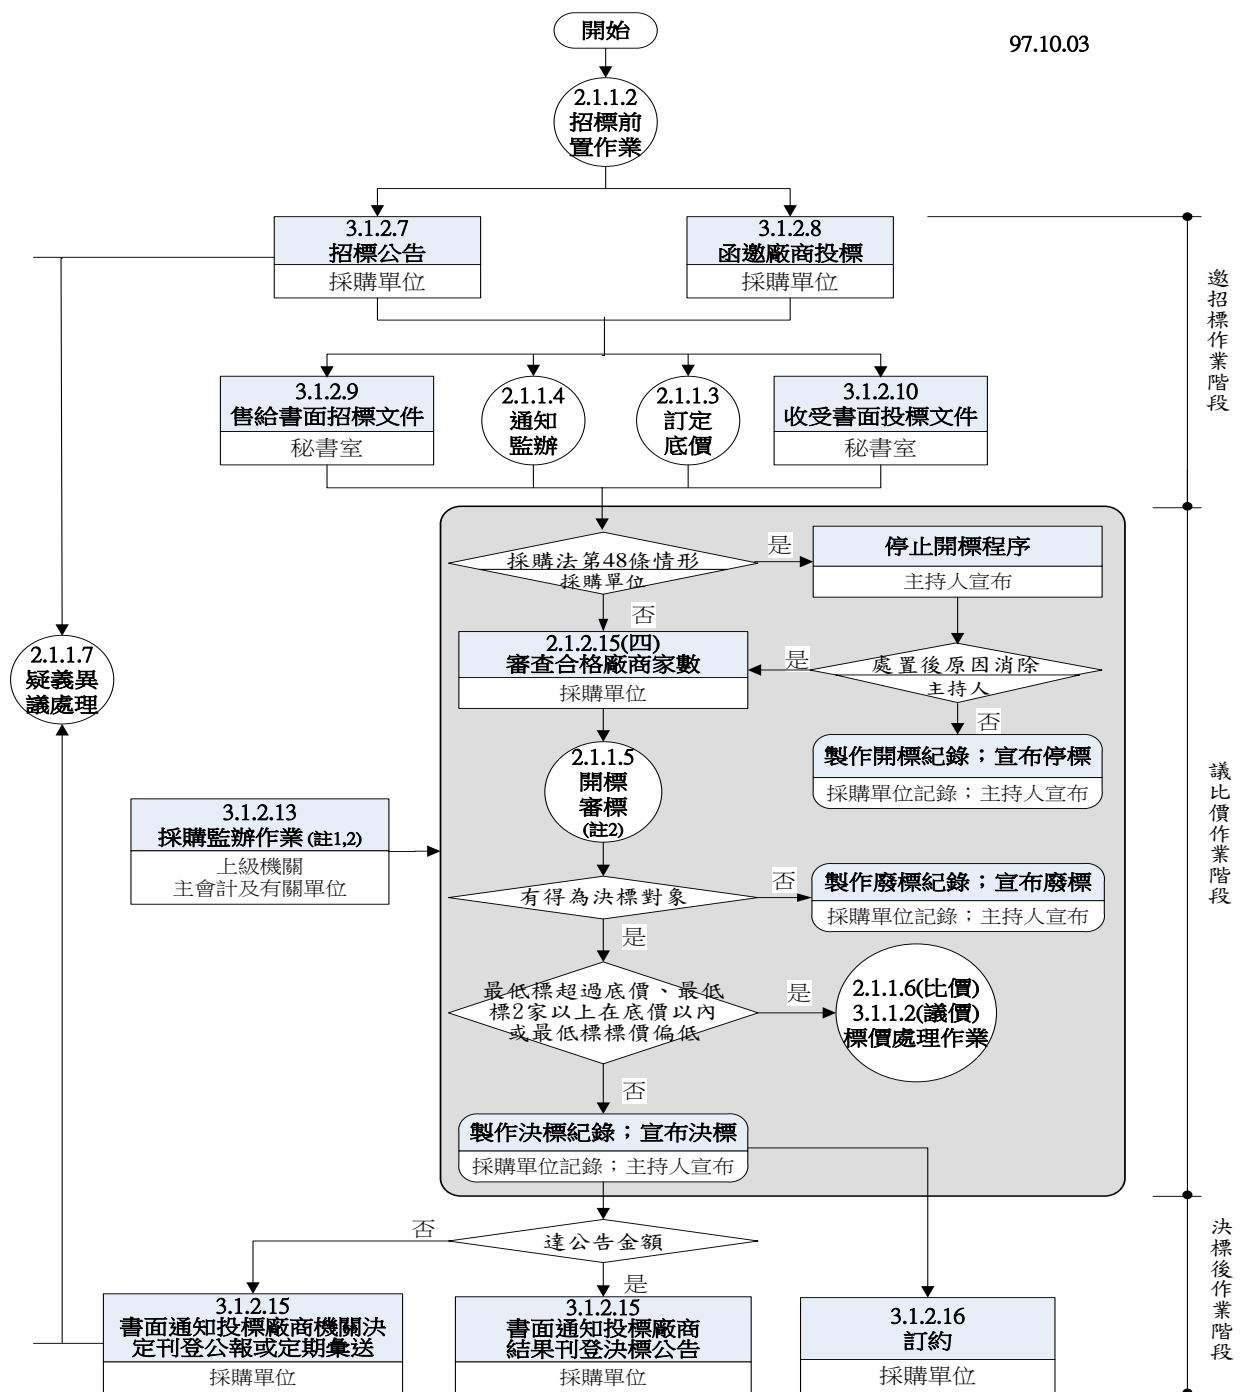 開始
97.10.03
2.1.1.2
招標前
置作業
3.1.2.7
招標公告
採購單位
3.1.2.8
函邀廠商投標
採購單位
邀招標作業階段
3.1.2.9
售給書面招標文件
秘書室
2.1.1.4
通知
監辦
2.1.1.3
訂定
底價
3.1.2.10
收受書面投標文件
秘書室
採購法第48條情形
採購單位
是
停止開標程序
主持人宣布
否
2.1.2.15(四)
審查合格廠商家數
採購單位
是
處置後原因消除
主持人
否
製作開標紀錄；宣布停標
採購單位記錄；主持人宣布
2.1.1.7
疑義異
議處理
2.1.1.5
開標
審標
(註2)
議比價作業階段
3.1.2.13
採購監辦作業(註1,2)
上級機關
主會計及有關單位
有得為決標對象
否
製作廢標紀錄；宣布廢標
採購單位記錄；主持人宣布
是
最低標超過底價、最低
標2家以上在底價以內
或最低標標價偏低
是
2.1.1.6(比價)
3.1.1.2(議價)
標價處理作業
否
製作決標紀錄；宣布決標
採購單位記錄；主持人宣布
否
達公告金額
是
決標後作業階段
3.1.2.15
書面通知投標廠商機關決
定刊登公報或定期彙送
採購單位
3.1.2.15
書面通知投標廠商
結果刊登決標公告
採購單位
3.1.2.16
訂約
採購單位